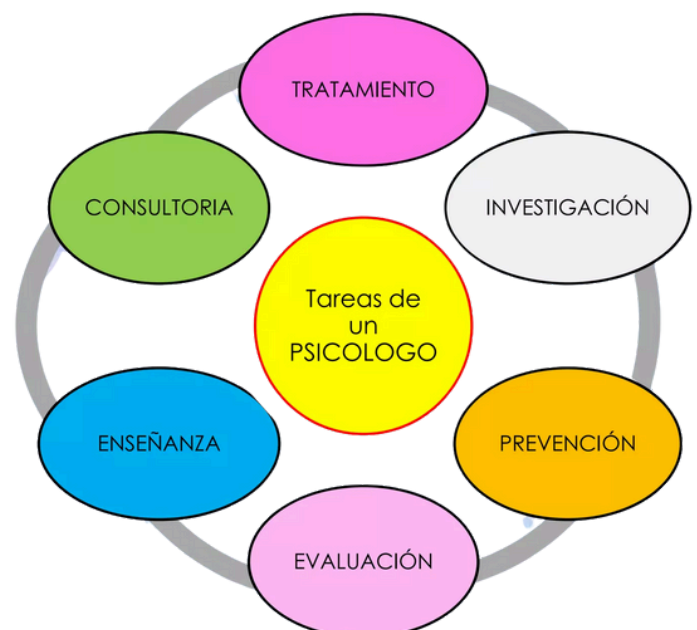 TRATAMIENTO
CONSULTORIA
INVESTIGACIÓN
Tareas de
un
PSICOLOGO
ENSEÑANZA
PREVENCIÓN
EVALUACIÓN